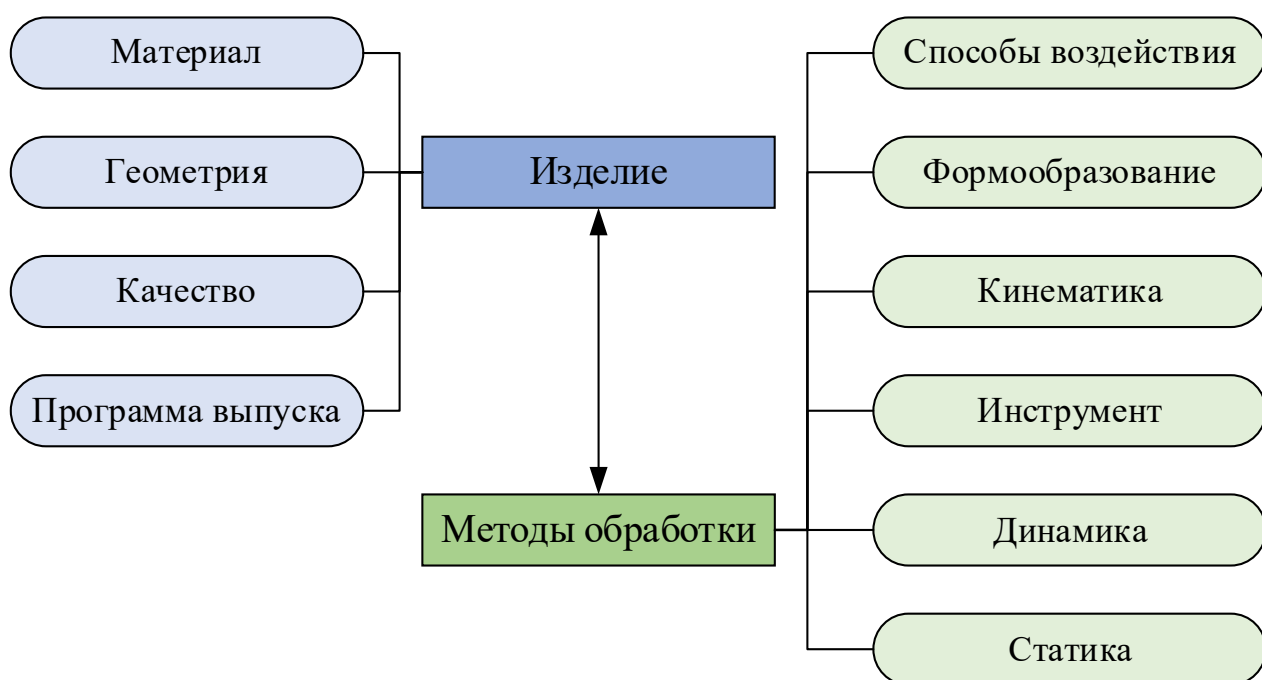 Материал
Геометрия
Качество
Программа выпуска
Изделие
Методы обработки
Способы воздействия
Формообразование
Кинематика
Инструмент
Динамика
Статика